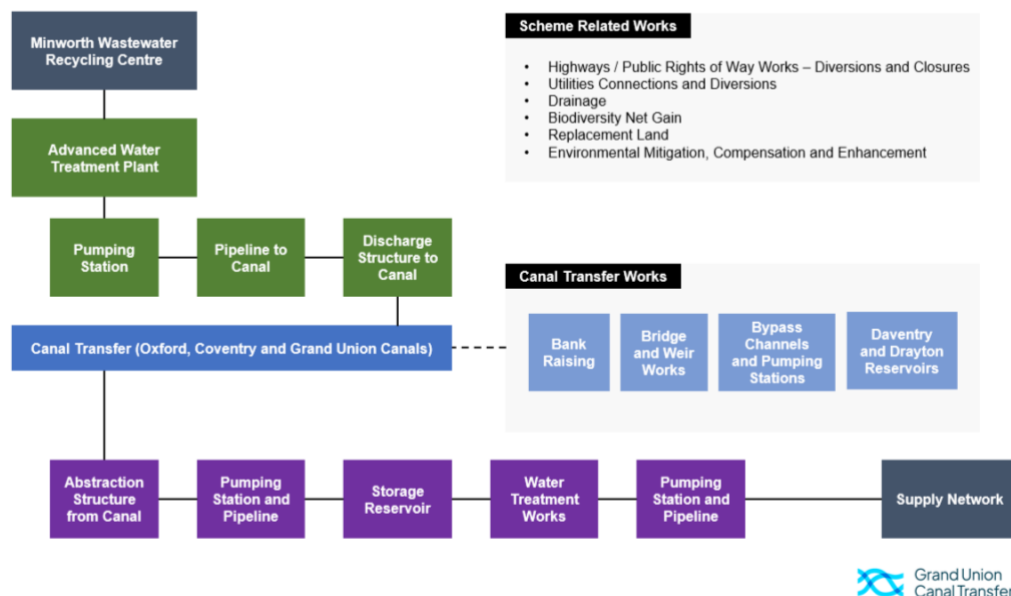 Minworth Wastewater
Recycling Centre
Advanced Water
Treatment Plant
Pumping
Station
Pipeline to
Canal
Discharge
Structure to
Canal
Scheme Related Works
• Highways / Public Rights of Way Works – Diversions and Closures
• Utilities Connections and Diversions
• Drainage
• Biodiversity Net Gain
• Replacement Land
• Environmental Mitigation, Compensation and Enhancement
Canal Transfer (Oxford, Coventry and Grand Union Canals)
Canal Transfer Works
Bank
Raising
Bridge
and Weir
Works
Bypass
Channels
and Pumping
Stations
Daventry
and Drayton
Reservoirs
Abstraction
Structure
from Canal
Pumping
Station and
Pipeline
Storage
Reservoir
Water
Treatment
Works
Pumping
Station and
Pipeline
Supply Network
Grand Union
Canal Transfer